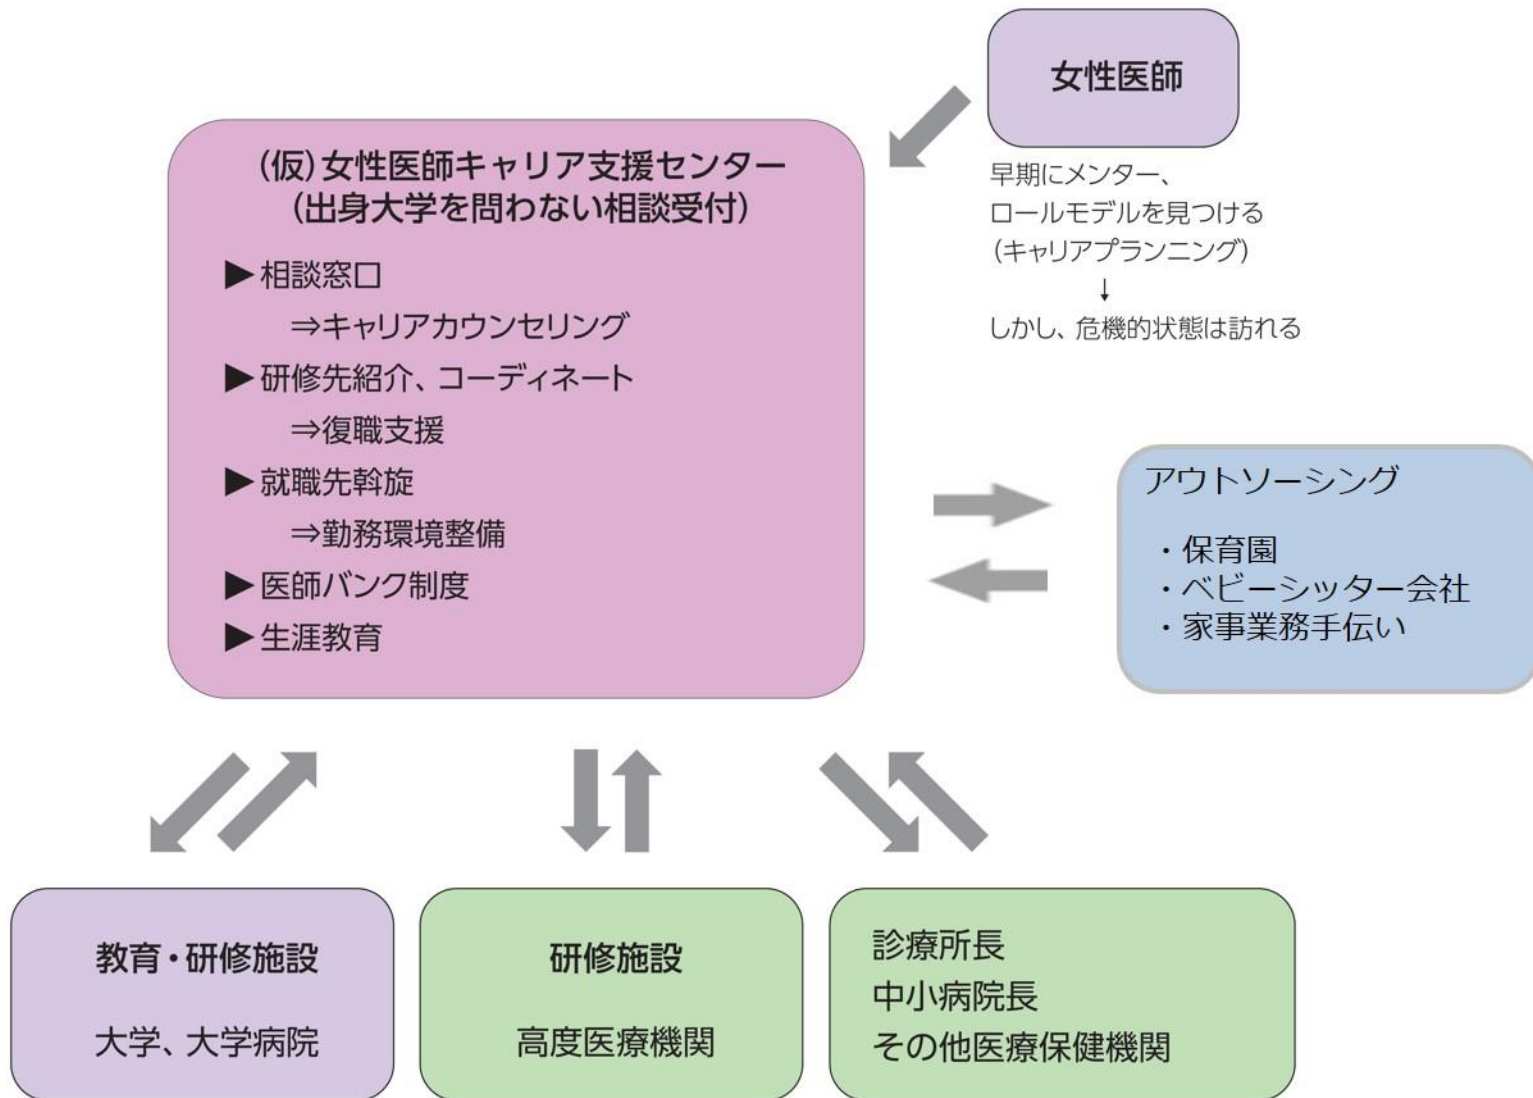 女性医師
(仮)女性医師キャリア支援センター
(出身大学を問わない相談受付)
▶相談窓口
⇒キャリアカウンセリング
▶研修先紹介、コーディネート
⇒復職支援
▶就職先斡旋
⇒勤務環境整備
▶医師バンク制度
▶生涯教育
早期にメンター、
ロールモデルを見つける
(キャリアプランニング)
↓
しかし、危機的状態は訪れる
アウトソーシング
・保育園
・ベビーシッター会社
・家事業務手伝い
教育・研修施設
大学、大学病院
研修施設
高度医療機関
診療所長
中小病院長
その他医療保健機関